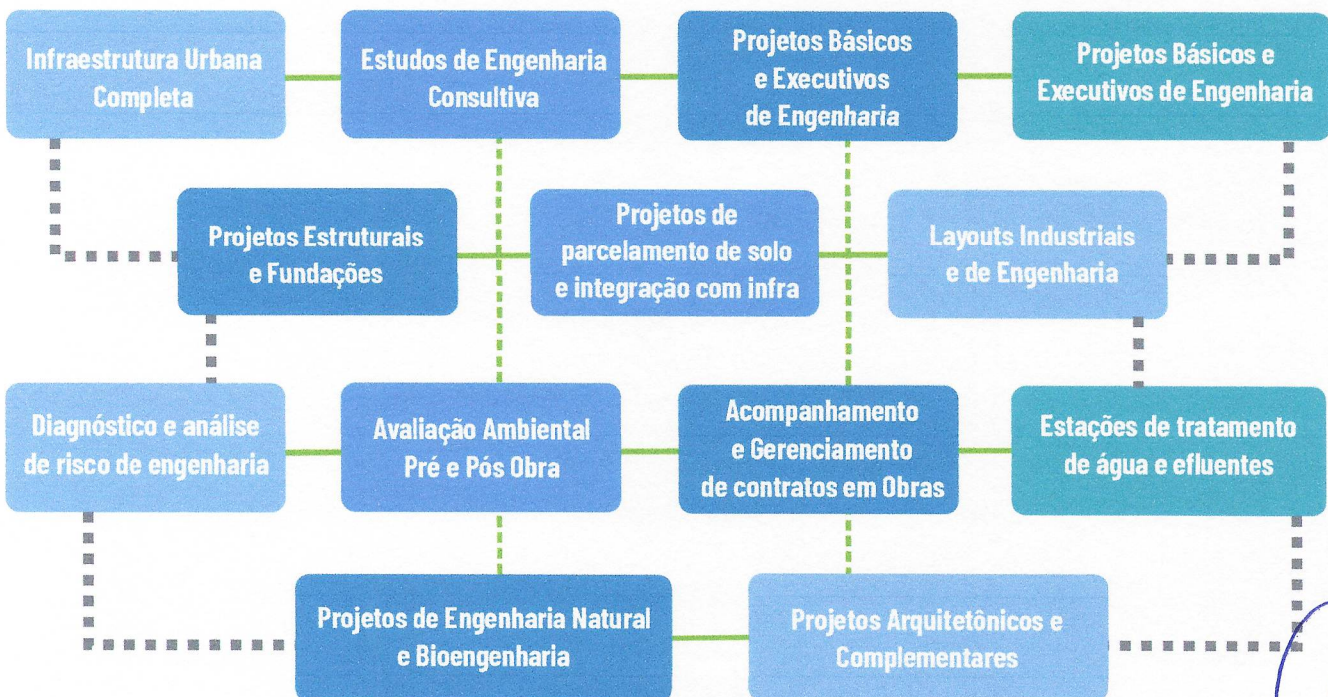 Infraestrutura Urbana
Completa
Estudos de Engenharia
Consultiva
Projetos Básicos
e Executivos
de Engenharia
Projetos Básicos e
Executivos de Engenharia
Projetos Estruturais
e Fundações
Projetos de
parcelamento de solo
e integração com infra
Layouts Industriais
e de Engenharia
Diagnóstico e análise
de risco de engenharia
Avaliação Ambiental
Pré e Pós Obra
Acompanhamento
e Gerenciamento
de contratos em Obras
Estações de tratamento
de água e efluentes
Projetos de Engenharia Natural
e Bioengenharia
Projetos Arquitetônicos e
Complementares